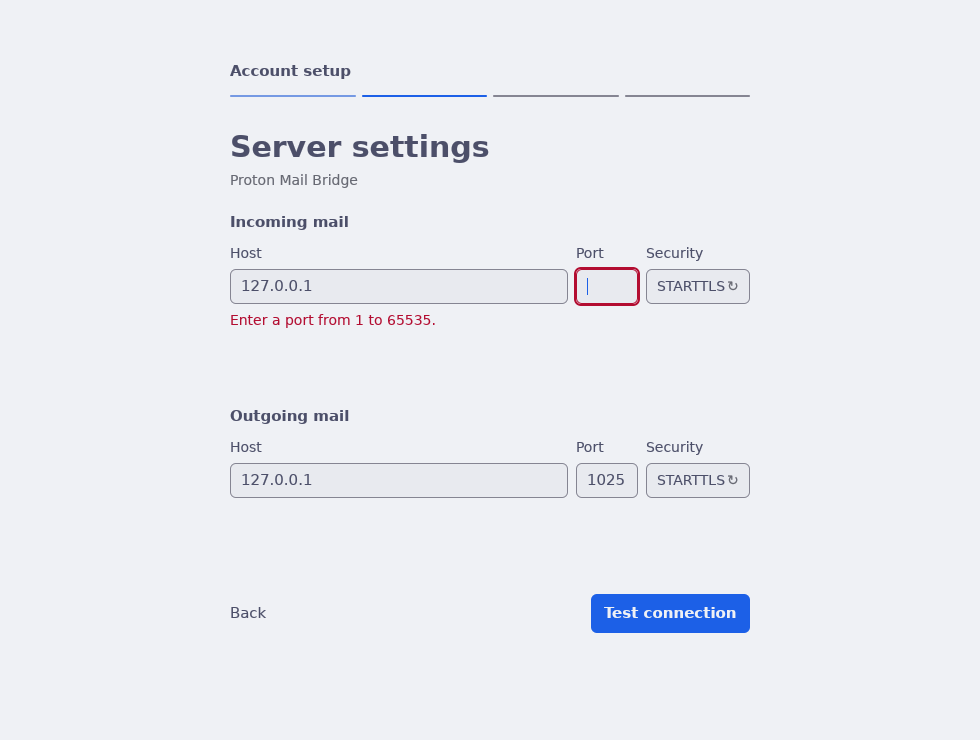 Account setup
Server settings
Proton Mail Bridge
Incoming mail
Host Port Security
127.0.0.1 STARTTLS ↻
Enter a port from 1 to 65535.
Outgoing mail
Host Port Security
127.0.0.1 1025 STARTTLS ↻
Back Test connection